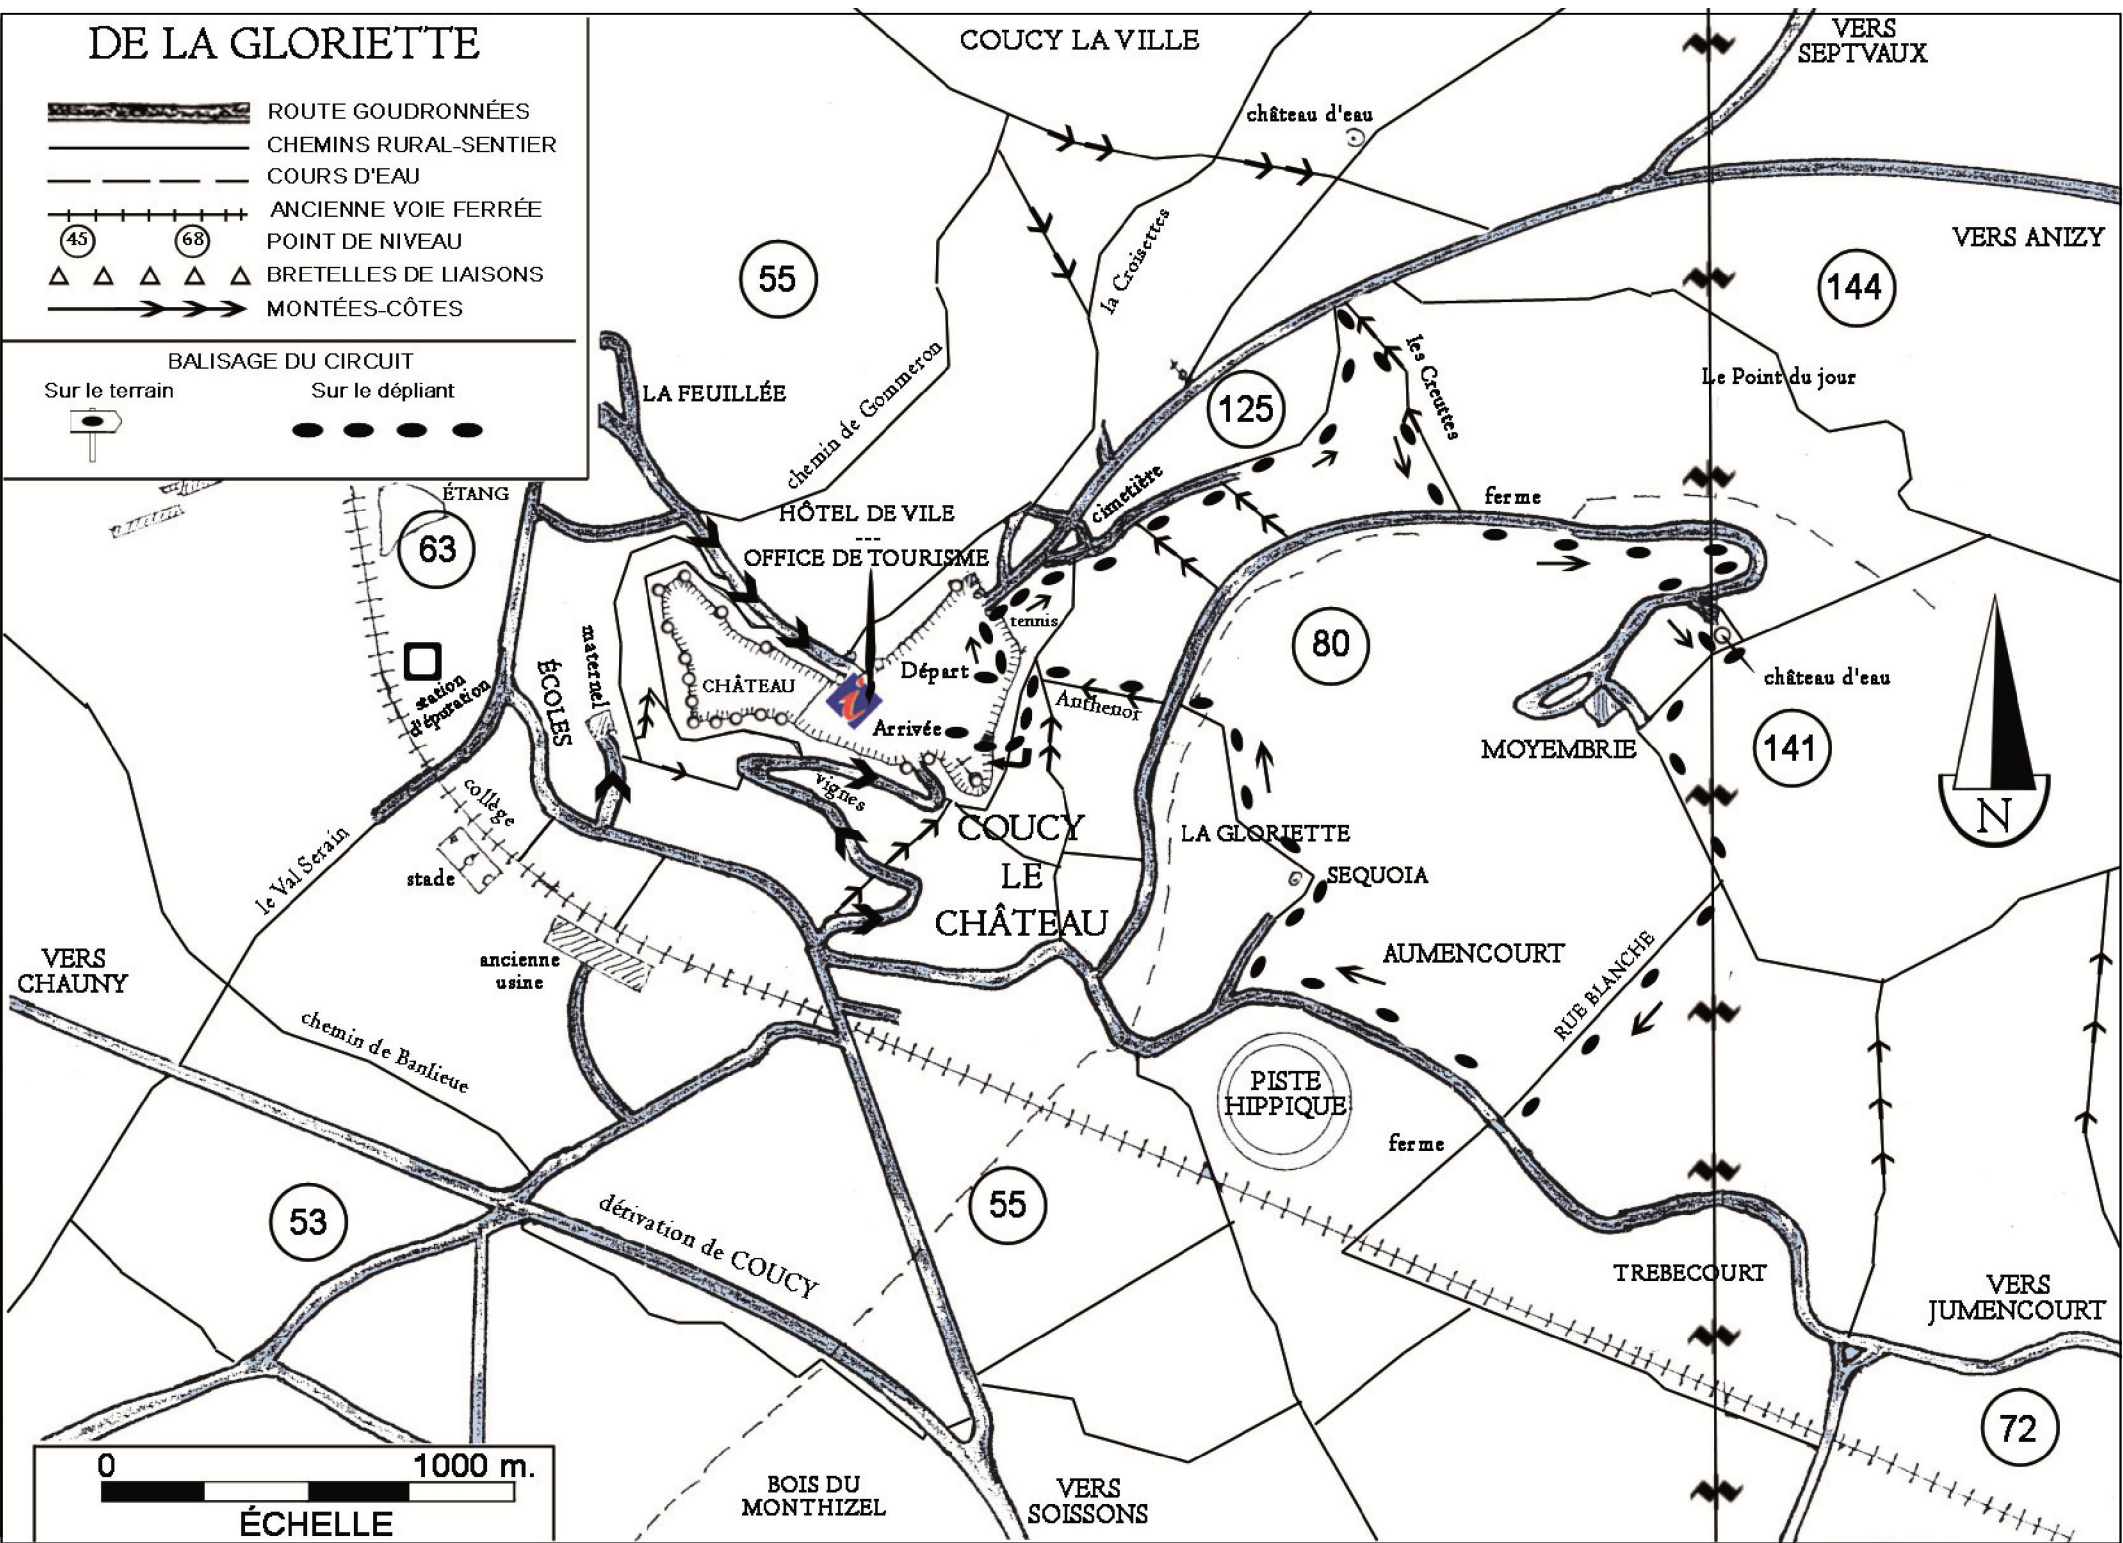 DE LA GLORIETTE
ROUTE GOUDRONNÉES
CHEMINS RURAL-SENTIER
COURS D'EAU
ANCIENNE VOIE FERRÉE
45
68
POINT DE NIVEAU
BRETELLES DE LIAISONS
MONTÉES-CÔTES
BALISAGE DU CIRCUIT
Sur le terrain
Sur le dépliant
COUCY LA VILLE
VERS
SEPTVAUX
château d'eau
VERS ANIZY
144
55
la Croisettes
LA FEUILLÉE
chemin de Gommeron
125
les Creuttes
Le Point du jour
ÉTANG
63
HÔTEL DE VILE
---
OFFICE DE TOURISME
cimetière
ferme
tennis
80
station
d'épuration
ÉCOLES
maternel
CHÂTEAU
i
Départ
Arrivée
Anthenor
château d'eau
MOYEMBRIE
141
N
vignes
collège
stade
le Val Serain
COUCY
LE
CHÂTEAU
LA GLORIETTE
SEQUOIA
AUMENCOURT
RUE BLANCHE
VERS
CHAUNY
ancienne
usine
chemin de Banlieue
PISTE
HIPPIQUE
ferme
53
dérivation de COUCY
55
TREBECOURT
VERS
JUMENCOURT
72
0
1000 m.
ÉCHELLE
BOIS DU
MONTHIZEL
VERS
SOISSONS